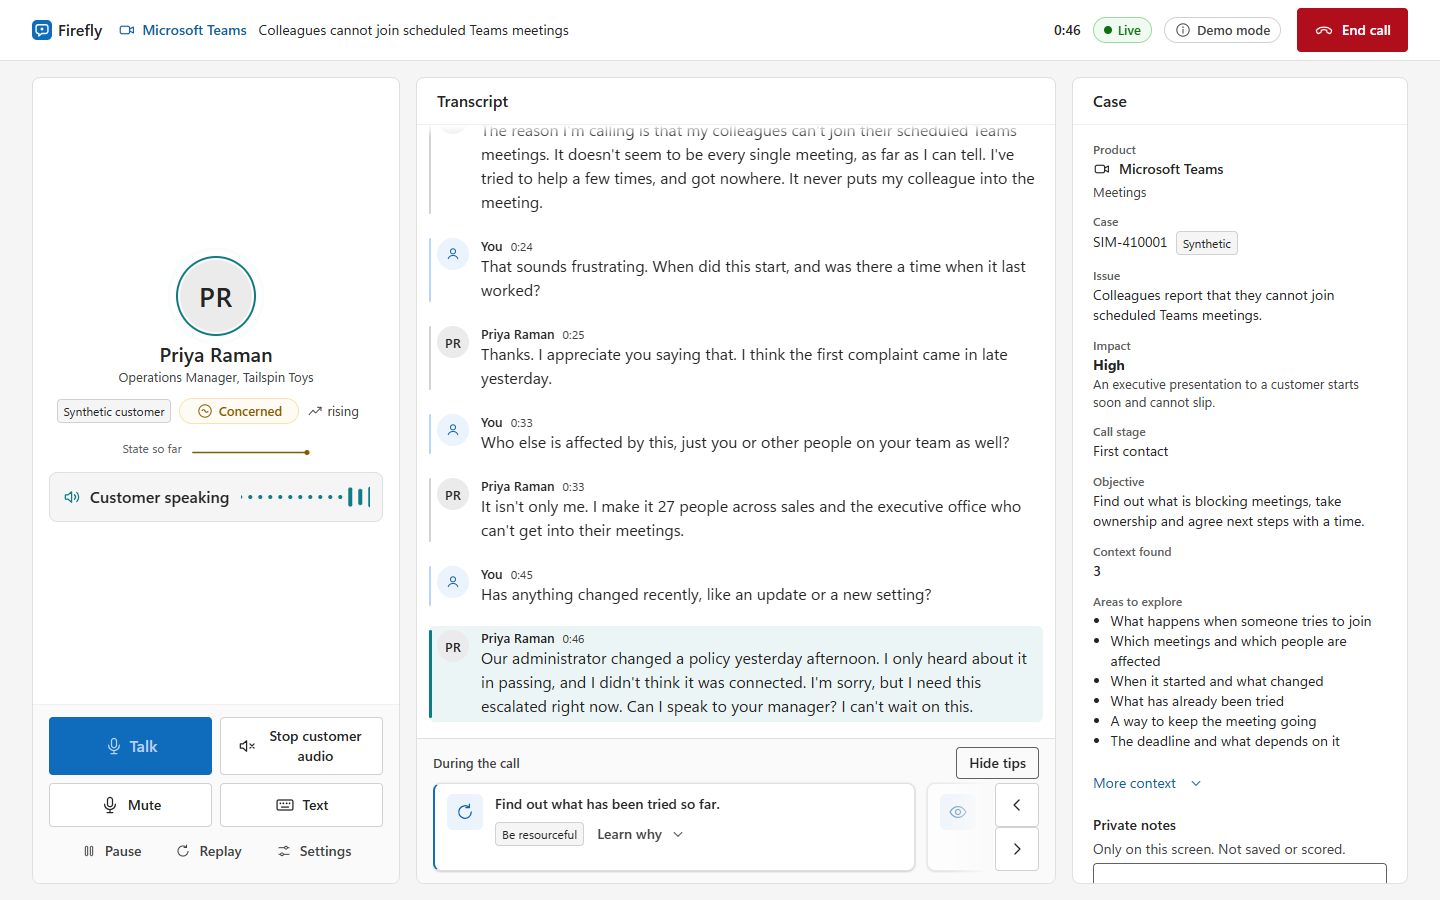 Firefly
Microsoft Teams
Colleagues cannot join scheduled Teams meetings
0:46
Live
Demo mode
End call
PR
Priya Raman
Operations Manager, Tailspin Toys
Synthetic customer
Concerned
rising
State so far
Customer speaking
Talk
Stop customer
audio
Mute
Text
Pause
Replay
Settings
Transcript
The reason I'm calling is that my colleagues can't join their scheduled Teams
meetings. It doesn't seem to be every single meeting, as far as I can tell. I've
tried to help a few times, and got nowhere. It never puts my colleague into the
meeting.
You 0:24
That sounds frustrating. When did this start, and was there a time when it last
worked?
PR
Priya Raman 0:25
Thanks. I appreciate you saying that. I think the first complaint came in late
yesterday.
You 0:33
Who else is affected by this, just you or other people on your team as well?
PR
Priya Raman 0:33
It isn't only me. I make it 27 people across sales and the executive office who
can't get into their meetings.
You 0:45
Has anything changed recently, like an update or a new setting?
PR
Priya Raman 0:46
Our administrator changed a policy yesterday afternoon. I only heard about it
in passing, and I didn't think it was connected. I'm sorry, but I need this
escalated right now. Can I speak to your manager? I can't wait on this.
During the call
Hide tips
Find out what has been tried so far.
Be resourceful
Learn why
Case
Product
Microsoft Teams
Meetings
Case
SIM-410001
Synthetic
Issue
Colleagues report that they cannot join
scheduled Teams meetings.
Impact
High
An executive presentation to a customer starts
soon and cannot slip.
Call stage
First contact
Objective
Find out what is blocking meetings, take
ownership and agree next steps with a time.
Context found
3
Areas to explore
What happens when someone tries to join
Which meetings and which people are
affected
When it started and what changed
What has already been tried
A way to keep the meeting going
The deadline and what depends on it
More context
Private notes
Only on this screen. Not saved or scored.